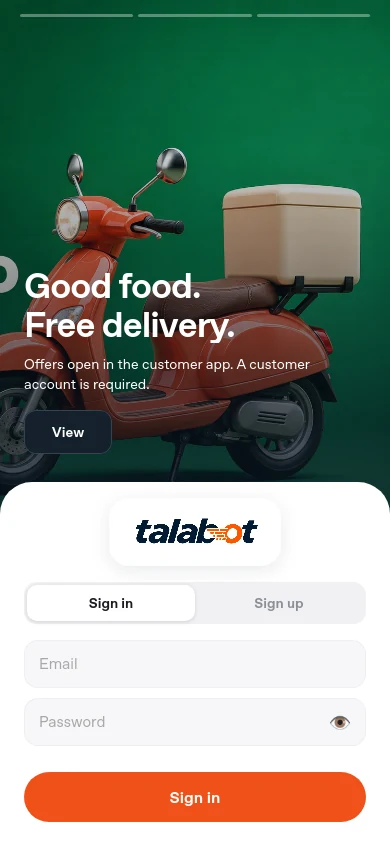 Good food.
Free delivery.
Offers open in the customer app. A customer
account is required.
View
talabot
Sign in
Sign up
Email
Password
Sign in